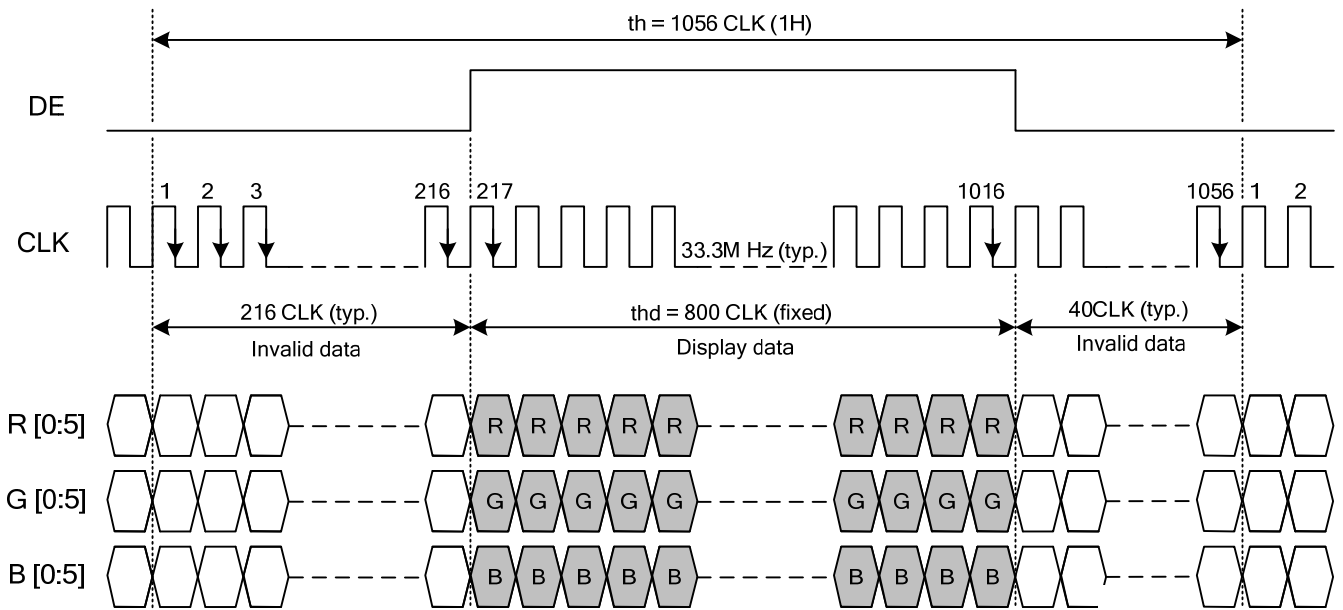 th = 1056 CLK (1H)
DE
1 2 3 216 217 1016 1056 1 2
CLK
33.3M Hz (typ.)
216 CLK (typ.) thd = 800 CLK (fixed) 40CLK (typ.)
Invalid data Display data Invalid data
R [0:5] R R R R R R R R R
G [0:5] G G G G G G G G G
B [0:5] B B B B B B B B B